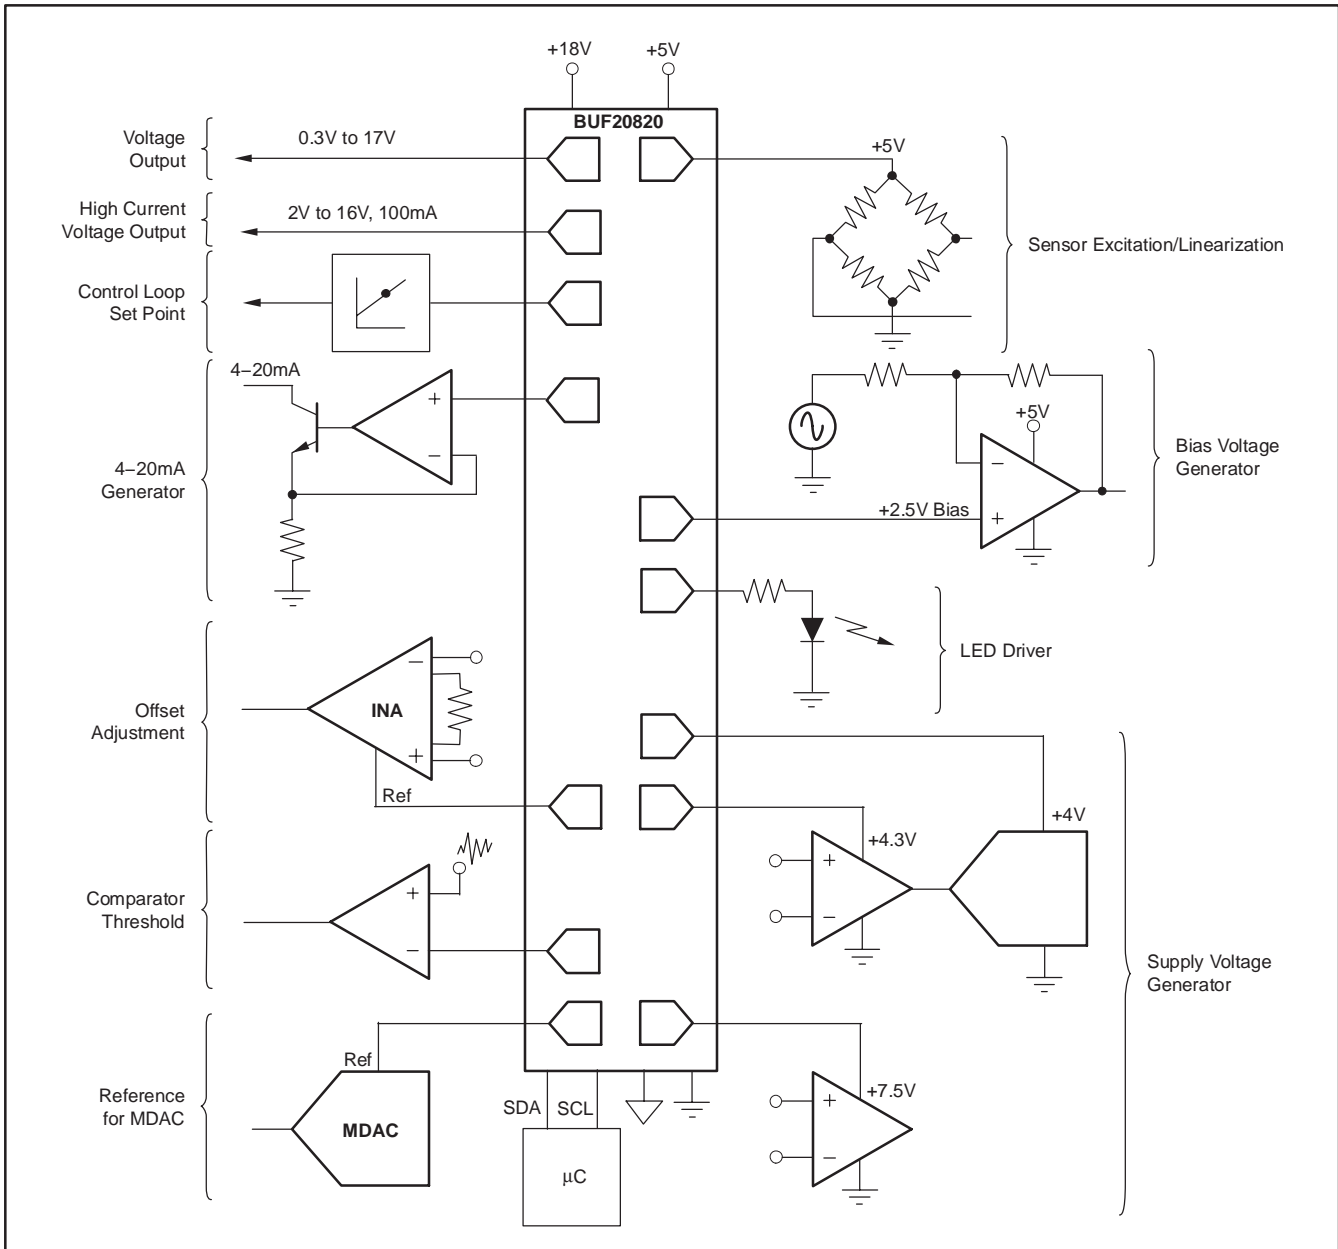 +18V
+5V
BUF20820
Voltage
Output
0.3V to 17V
High Current
Voltage Output
2V to 16V, 100mA
Control Loop
Set Point
4–20mA
+
−
4–20mA
Generator
Offset
Adjustment
−
INA
+
Ref
Comparator
Threshold
+
−
Reference
for MDAC
Ref
MDAC
SDA
SCL
μC
+5V
Sensor Excitation/Linearization
+5V
−
+
+2.5V Bias
Bias Voltage
Generator
LED Driver
+4V
+4.3V
+
−
Supply Voltage
Generator
+7.5V
+
−